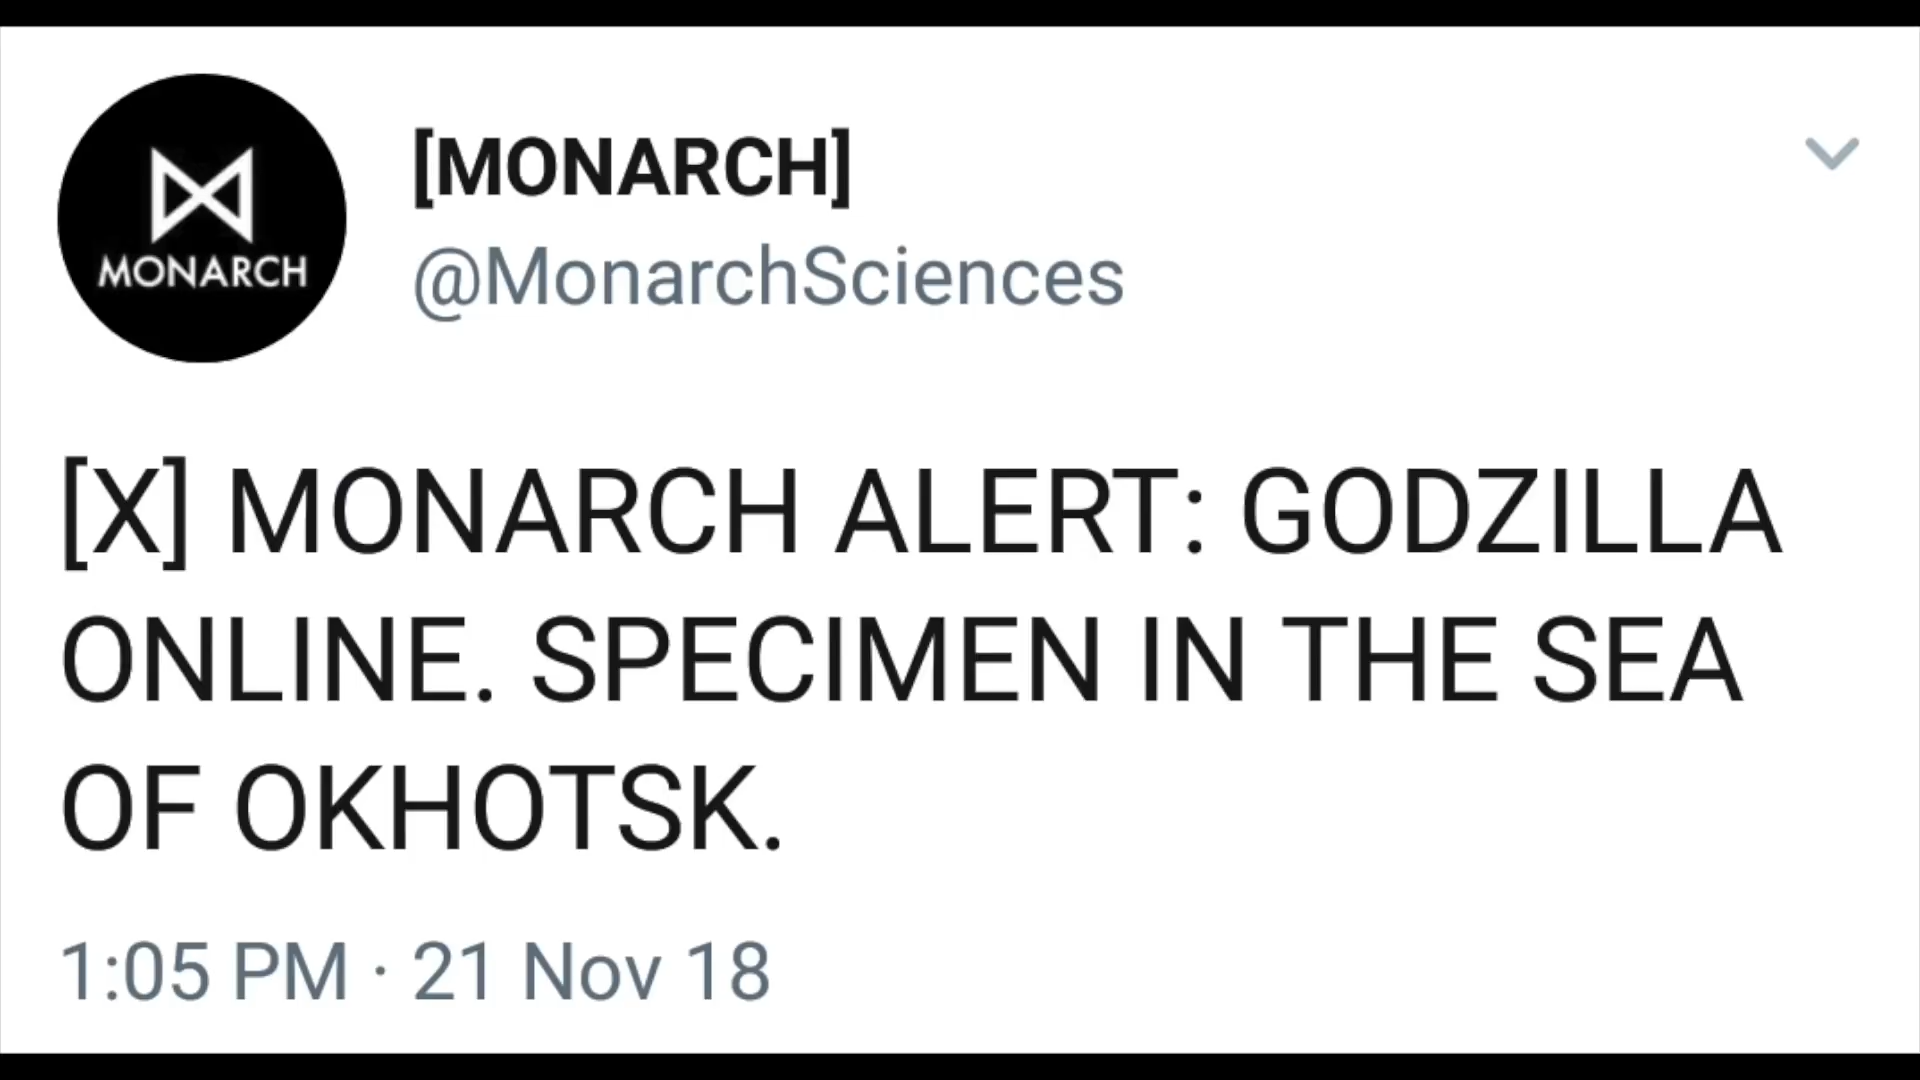 MONARCH
[MONARCH]
@MonarchSciences
[X] MONARCH ALERT: GODZILLA
ONLINE. SPECIMEN IN THE SEA
OF OKHOTSK.
1:05 PM · 21 Nov 18